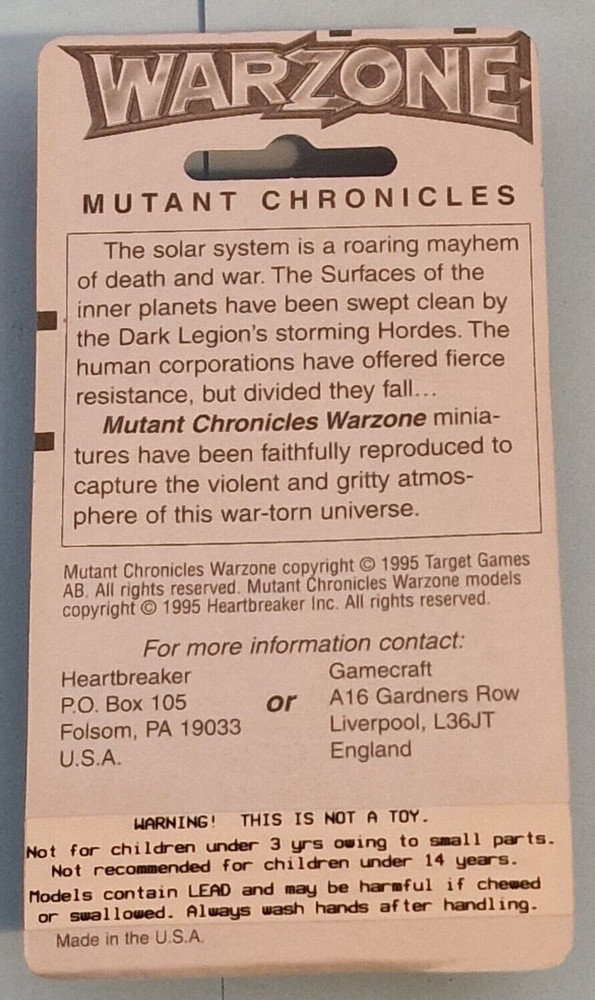 WARZONE
MUTANT CHRONICLES
The solar system is a roaring mayhem
of death and war. The Surfaces of the
inner planets have been swept clean by
the Dark Legion's storming Hordes. The
human corporations have offered fierce
resistance, but divided they fall...
Mutant Chronicles Warzone minia-
tures have been faithfully reproduced to
capture the violent and gritty atmos-
phere of this war-torn universe.
Mutant Chronicles Warzone copyright © 1995 Target Games
AB. All rights reserved. Mutant Chronicles Warzone models
copyright © 1995 Heartbreaker Inc. All rights reserved.
For more information contact:
Heartbreaker
P.O. Box 105
Folsom, PA 19033
U.S.A.
or
Gamecraft
A16 Gardners Row
Liverpool, L36JT
England
WARNING! THIS IS NOT A TOY.
Not for children under 3 yrs owing to small parts.
Not recommended for children under 14 years.
Models contain LEAD and may be harmful if chewed
or swallowed. Always wash hands after handling.
Made in the U.S.A.